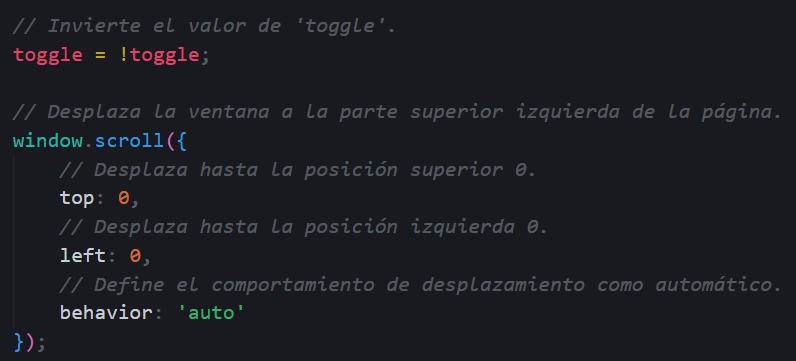 // Invierte el valor de 'toggle'.
toggle = !toggle;
// Desplaza la ventana a la parte superior izquierda de la página.
window.scroll({
// Desplaza hasta la posición superior 0.
top: 0,
// Desplaza hasta la posición izquierda 0.
left: 0,
// Define el comportamiento de desplazamiento como automático.
behavior: 'auto'
});